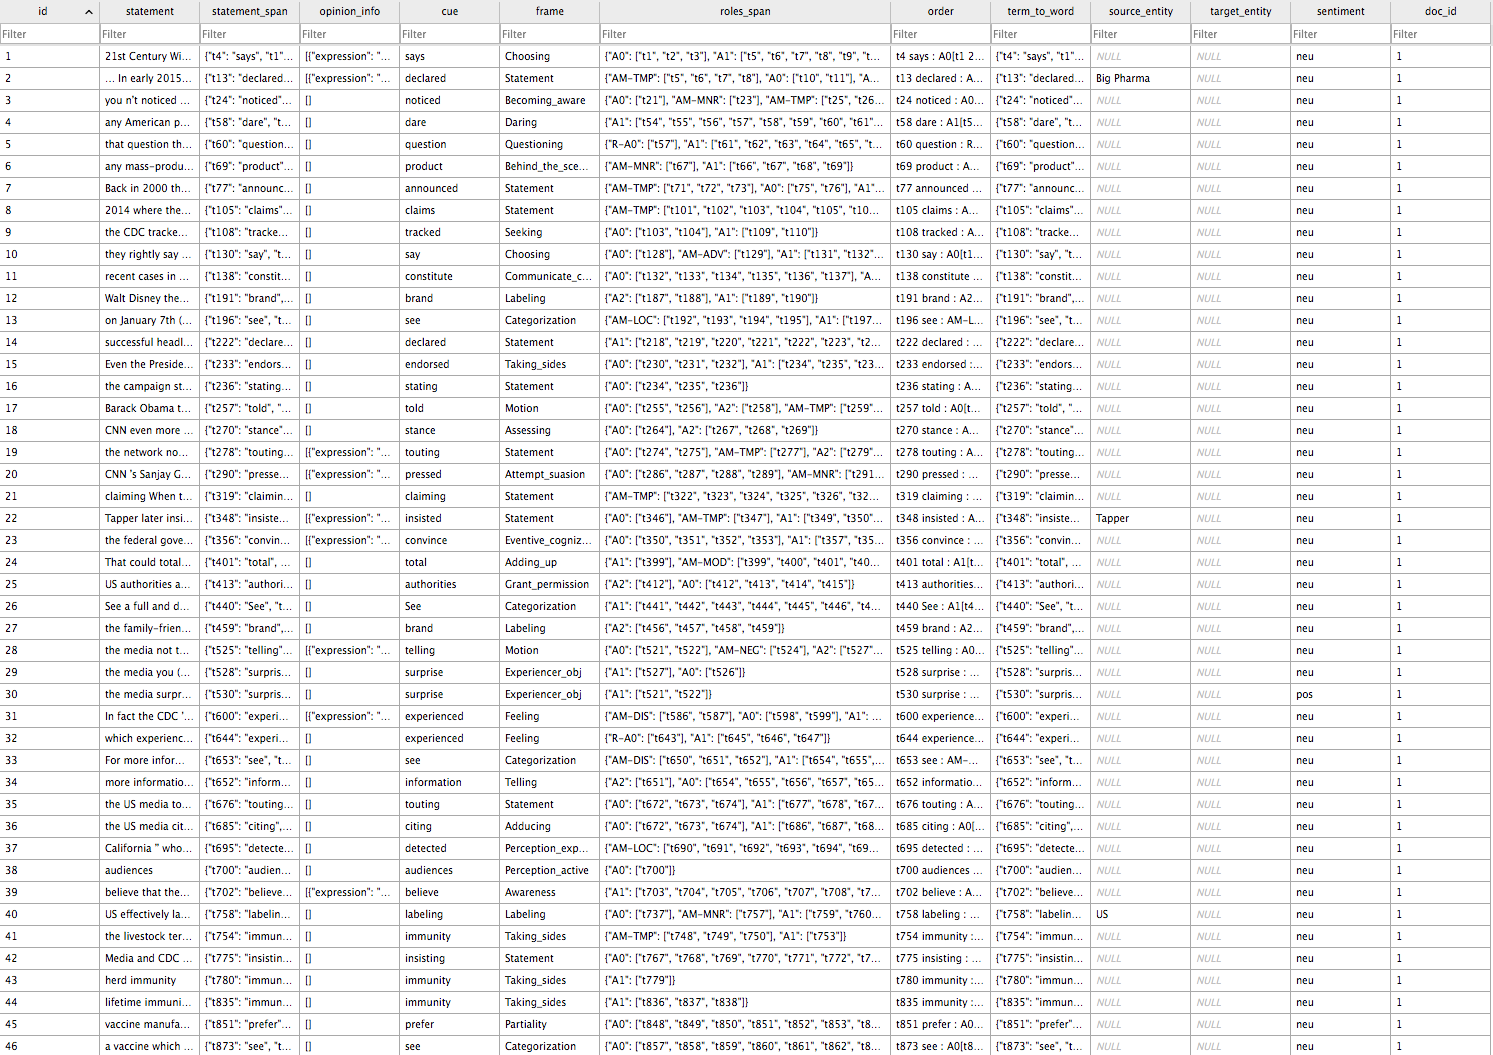 id statement statement_span opinion_info cue frame roles_span order term_to_word source_entity target_entity sentiment doc_id
Filter Filter Filter Filter Filter Filter Filter Filter Filter Filter Filter Filter Filter
1 21st Century Wi... {"t4": "says", "t1"... [{"expression": "... says Choosing {"A0": ["t1", "t2", "t3"], "A1": ["t5", "t6", "t7", "t8", "t9", "t... t4 says : A0[t1 2... {"t4": "says", "t1"... NULL NULL neu 1
2 ... In early 2015... {"t13": "declared... [{"expression": "... declared Statement {"AM-TMP": ["t5", "t6", "t7", "t8"], "A0": ["t10", "t11"], "A... t13 declared : A... {"t13": "declared... Big Pharma NULL neu 1
3 you n't noticed ... {"t24": "noticed"... [] noticed Becoming_aware {"A0": ["t21"], "AM-MNR": ["t23"], "AM-TMP": ["t25", "t26... t24 noticed : A0... {"t24": "noticed"... NULL NULL neu 1
4 any American p... {"t58": "dare", "t... [] dare Daring {"A1": ["t54", "t55", "t56", "t57", "t58", "t59", "t60", "t61"... t58 dare : A1[t5... {"t58": "dare", "t... NULL NULL neu 1
5 that question th... {"t60": "question... [] question Questioning {"R-A0": ["t57"], "A1": ["t61", "t62", "t63", "t64", "t65", "t... t60 question : R... {"t60": "question... NULL NULL neu 1
6 any mass-produ... {"t69": "product"... [] product Behind_the_sce... {"AM-MNR": ["t67"], "A1": ["t66", "t67", "t68", "t69"]} t69 product : A... {"t69": "product"... NULL NULL neu 1
7 Back in 2000 th... {"t77": "announc... [] announced Statement {"AM-TMP": ["t71", "t72", "t73"], "A0": ["t75", "t76"], "A1"... t77 announced ... {"t77": "announc... NULL NULL neu 1
8 2014 where the... {"t105": "claims"... [] claims Statement {"AM-TMP": ["t101", "t102", "t103", "t104", "t105", "t10... t105 claims : A... {"t105": "claims"... NULL NULL neu 1
9 the CDC tracke... {"t108": "tracke... [] tracked Seeking {"A0": ["t103", "t104"], "A1": ["t109", "t110"]} t108 tracked : A... {"t108": "tracke... NULL NULL neu 1
10 they rightly say ... {"t130": "say", "t... [] say Choosing {"A0": ["t128"], "AM-ADV": ["t129"], "A1": ["t131", "t132"... t130 say : A0[t1... {"t130": "say", "t... NULL NULL neu 1
11 recent cases in ... {"t138": "constit... [] constitute Communicate_c... {"A0": ["t132", "t133", "t134", "t135", "t136", "t137"], "A... t138 constitute ... {"t138": "constit... NULL NULL neu 1
12 Walt Disney the... {"t191": "brand",... [] brand Labeling {"A2": ["t187", "t188"], "A1": ["t189", "t190"]} t191 brand : A2... {"t191": "brand",... NULL NULL neu 1
13 on January 7th (... {"t196": "see", "t... [] see Categorization {"AM-LOC": ["t192", "t193", "t194", "t195"], "A1": ["t197... t196 see : AM-L... {"t196": "see", "t... NULL NULL neu 1
14 successful headl... {"t222": "declare... [] declared Statement {"A1": ["t218", "t219", "t220", "t221", "t222", "t223", "t2... t222 declared : ... {"t222": "declare... NULL NULL neu 1
15 Even the Preside... {"t233": "endors... [] endorsed Taking_sides {"A0": ["t230", "t231", "t232"], "A1": ["t234", "t235", "t23... t233 endorsed :... {"t233": "endors... NULL NULL neu 1
16 the campaign st... {"t236": "stating... [] stating Statement {"A0": ["t234", "t235", "t236"]} t236 stating : A... {"t236": "stating... NULL NULL neu 1
17 Barack Obama t... {"t257": "told", "... [] told Motion {"A0": ["t255", "t256"], "A2": ["t258"], "AM-TMP": ["t259"... t257 told : A0[t... {"t257": "told", "... NULL NULL neu 1
18 CNN even more ... {"t270": "stance"... [] stance Assessing {"A0": ["t264"], "A2": ["t267", "t268", "t269"]} t270 stance : A... {"t270": "stance"... NULL NULL neu 1
19 the network no... {"t278": "touting... [{"expression": "... touting Statement {"A0": ["t274", "t275"], "AM-TMP": ["t277"], "A2": ["t279"... t278 touting : A... {"t278": "touting... NULL NULL neu 1
20 CNN 's Sanjay G... {"t290": "presse... [{"expression": "... pressed Attempt_suasion {"A0": ["t286", "t287", "t288", "t289"], "AM-MNR": ["t291... t290 pressed : ... {"t290": "presse... NULL NULL neu 1
21 claiming When t... {"t319": "claimin... [] claiming Statement {"AM-TMP": ["t322", "t323", "t324", "t325", "t326", "t32... t319 claiming : ... {"t319": "claimin... NULL NULL neu 1
22 Tapper later insi... {"t348": "insiste... [{"expression": "... insisted Statement {"A0": ["t346"], "AM-TMP": ["t347"], "A1": ["t349", "t350"... t348 insisted : A... {"t348": "insiste... Tapper NULL neu 1
23 the federal gove... {"t356": "convin... [{"expression": "... convince Eventive_cogniz... {"A0": ["t350", "t351", "t352", "t353"], "A1": ["t357", "t35... t356 convince : ... {"t356": "convin... NULL NULL neu 1
24 That could total... {"t401": "total", ... [] total Adding_up {"A1": ["t399"], "AM-MOD": ["t399", "t400", "t401", "t40... t401 total : A1[t... {"t401": "total", ... NULL NULL neu 1
25 US authorities a... {"t413": "authori... [] authorities Grant_permission {"A2": ["t412"], "A0": ["t412", "t413", "t414", "t415"]} t413 authorities... {"t413": "authori... NULL NULL neu 1
26 See a full and d... {"t440": "See", "t... [] See Categorization {"A1": ["t441", "t442", "t443", "t444", "t445", "t446", "t4... t440 See : A1[t4... {"t440": "See", "t... NULL NULL neu 1
27 the family-frien... {"t459": "brand",... [] brand Labeling {"A2": ["t456", "t457", "t458", "t459"]} t459 brand : A2... {"t459": "brand",... NULL NULL neu 1
28 the media not t... {"t525": "telling"... [{"expression": "... telling Motion {"A0": ["t521", "t522"], "AM-NEG": ["t524"], "A2": ["t527"... t525 telling : A0... {"t525": "telling"... NULL NULL neu 1
29 the media you (... {"t528": "surpris... [] surprise Experiencer_obj {"A1": ["t527"], "A0": ["t526"]} t528 surprise : ... {"t528": "surpris... NULL NULL neu 1
30 the media surpr... {"t530": "surpris... [] surprise Experiencer_obj {"A1": ["t521", "t522"]} t530 surprise : ... {"t530": "surpris... NULL NULL pos 1
31 In fact the CDC '... {"t600": "experi... [{"expression": "... experienced Feeling {"AM-DIS": ["t586", "t587"], "A0": ["t598", "t599"], "A1": ... t600 experience... {"t600": "experi... NULL NULL neu 1
32 which experienc... {"t644": "experi... [] experienced Feeling {"R-A0": ["t643"], "A1": ["t645", "t646", "t647"]} t644 experience... {"t644": "experi... NULL NULL neu 1
33 For more infor... {"t653": "see", "t... [] see Categorization {"AM-DIS": ["t650", "t651", "t652"], "A1": ["t654", "t655",... t653 see : AM-... {"t653": "see", "t... NULL NULL neu 1
34 more informatio... {"t652": "inform... [] information Telling {"A2": ["t651"], "A0": ["t654", "t655", "t656", "t657", "t65... t652 informatio... {"t652": "inform... NULL NULL neu 1
35 the US media to... {"t676": "touting... [] touting Statement {"A0": ["t672", "t673", "t674"], "A1": ["t677", "t678", "t67... t676 touting : A... {"t676": "touting... NULL NULL neu 1
36 the US media cit... {"t685": "citing",... [] citing Adducing {"A0": ["t672", "t673", "t674"], "A1": ["t686", "t687", "t68... t685 citing : A0[... {"t685": "citing",... NULL NULL neu 1
37 California " who... {"t695": "detecte... [] detected Perception_exp... {"AM-LOC": ["t690", "t691", "t692", "t693", "t694", "t69... t695 detected : ... {"t695": "detecte... NULL NULL neu 1
38 audiences {"t700": "audien... [] audiences Perception_active {"A0": ["t700"]} t700 audiences ... {"t700": "audien... NULL NULL neu 1
39 believe that the... {"t702": "believe... [{"expression": "... believe Awareness {"A1": ["t703", "t704", "t705", "t706", "t707", "t708", "t7... t702 believe : A... {"t702": "believe... NULL NULL neu 1
40 US effectively la... {"t758": "labelin... [] labeling Labeling {"A0": ["t737"], "AM-MNR": ["t757"], "A1": ["t759", "t760... t758 labeling : ... {"t758": "labelin... US NULL neu 1
41 the livestock ter... {"t754": "immun... [] immunity Taking_sides {"AM-TMP": ["t748", "t749", "t750"], "A1": ["t753"]} t754 immunity :... {"t754": "immun... NULL NULL neu 1
42 Media and CDC ... {"t775": "insistin... [] insisting Statement {"A0": ["t767", "t768", "t769", "t770", "t771", "t772", "t7... t775 insisting : ... {"t775": "insistin... NULL NULL neu 1
43 herd immunity {"t780": "immun... [] immunity Taking_sides {"A1": ["t779"]} t780 immunity :... {"t780": "immun... NULL NULL neu 1
44 lifetime immuni... {"t835": "immun... [] immunity Taking_sides {"A1": ["t836", "t837", "t838"]} t835 immunity :... {"t835": "immun... NULL NULL neu 1
45 vaccine manufa... {"t851": "prefer"... [] prefer Partiality {"A0": ["t848", "t849", "t850", "t851", "t852", "t853", "t8... t851 prefer : A0... {"t851": "prefer"... NULL NULL neu 1
46 a vaccine which ... {"t873": "see", "t... [] see Categorization {"A0": ["t857", "t858", "t859", "t860", "t861", "t862", "t8... t873 see : A0[t8... {"t873": "see", "t... NULL NULL neu 1